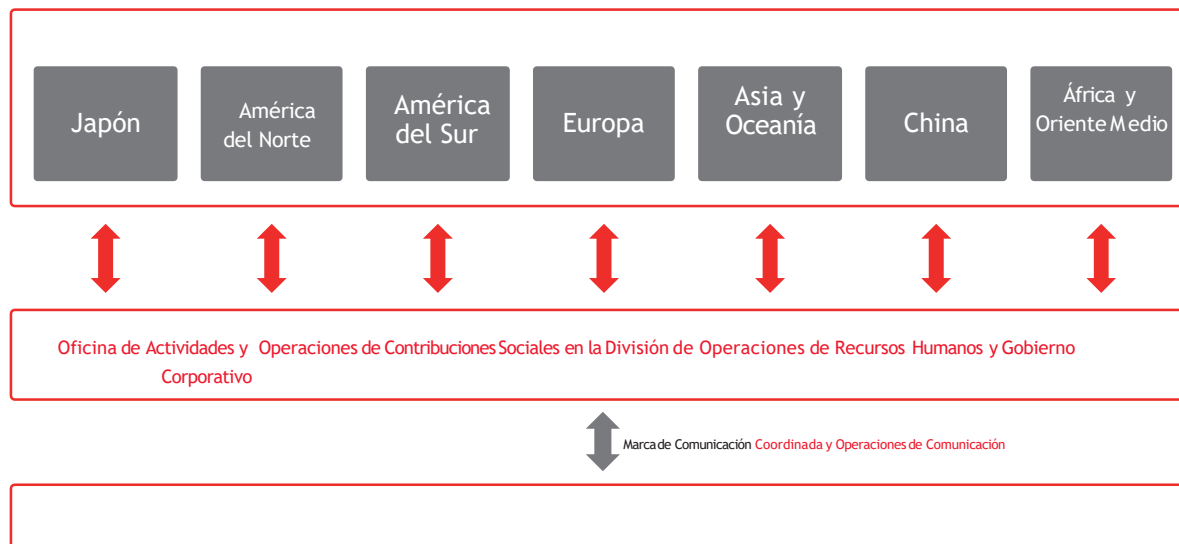 Japón
América
del Norte
América
del Sur
Europa
Asia y
Oceanía
China
África y
Oriente Medio
Oficina de Actividades y Operaciones de Contribuciones Sociales en la División de Operaciones de Recursos Humanos y Gobierno
Corporativo
Marca de Comunicación Coordinada y Operaciones de Comunicación